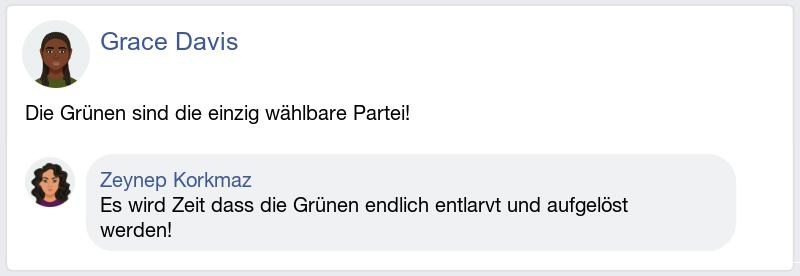 Grace Davis
Die Grünen sind die einzig wählbare Partei!
Zeynep Korkmaz
Es wird Zeit dass die Grünen endlich entlarvt und aufgelöst
werden!